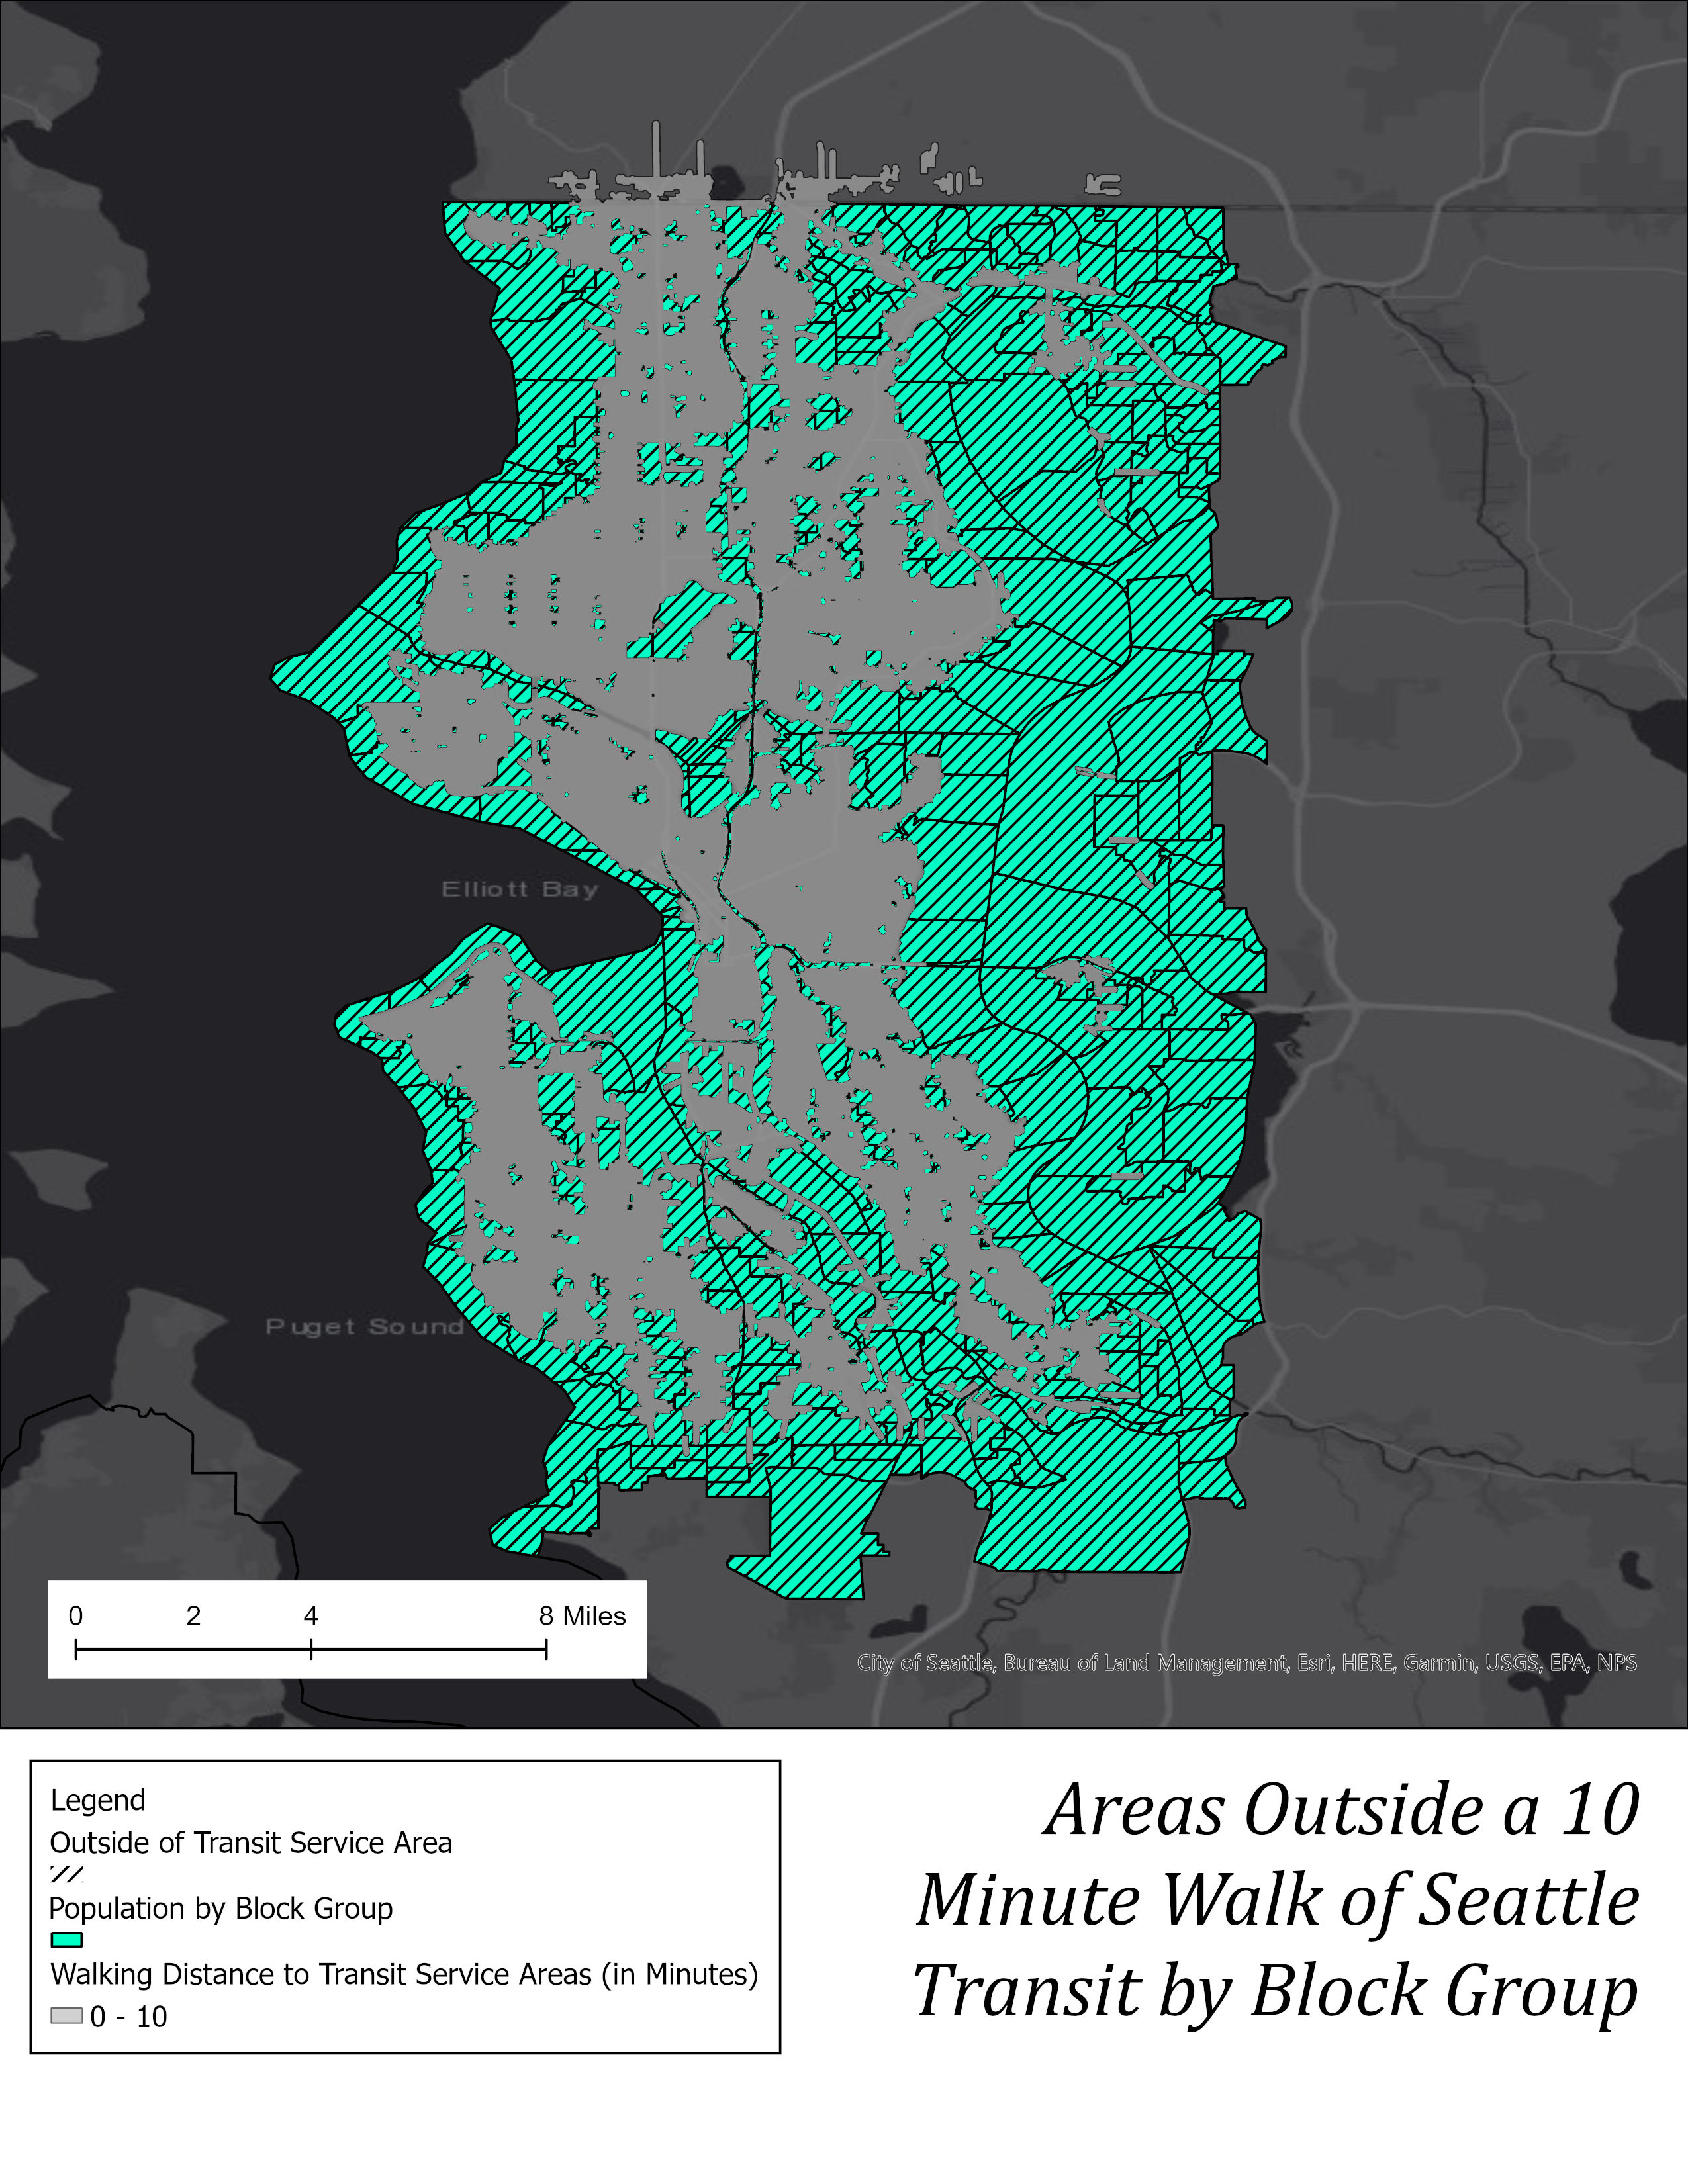 Elliott Bay
Puget Sound
0 2 4 8 Miles
City of Seattle, Bureau of Land Management, Esri, HERE, Garmin, USGS, EPA, NPS
Legend
Outside of Transit Service Area
Population by Block Group
Walking Distance to Transit Service Areas (in Minutes)
0 - 10
Areas Outside a 10
Minute Walk of Seattle
Transit by Block Group